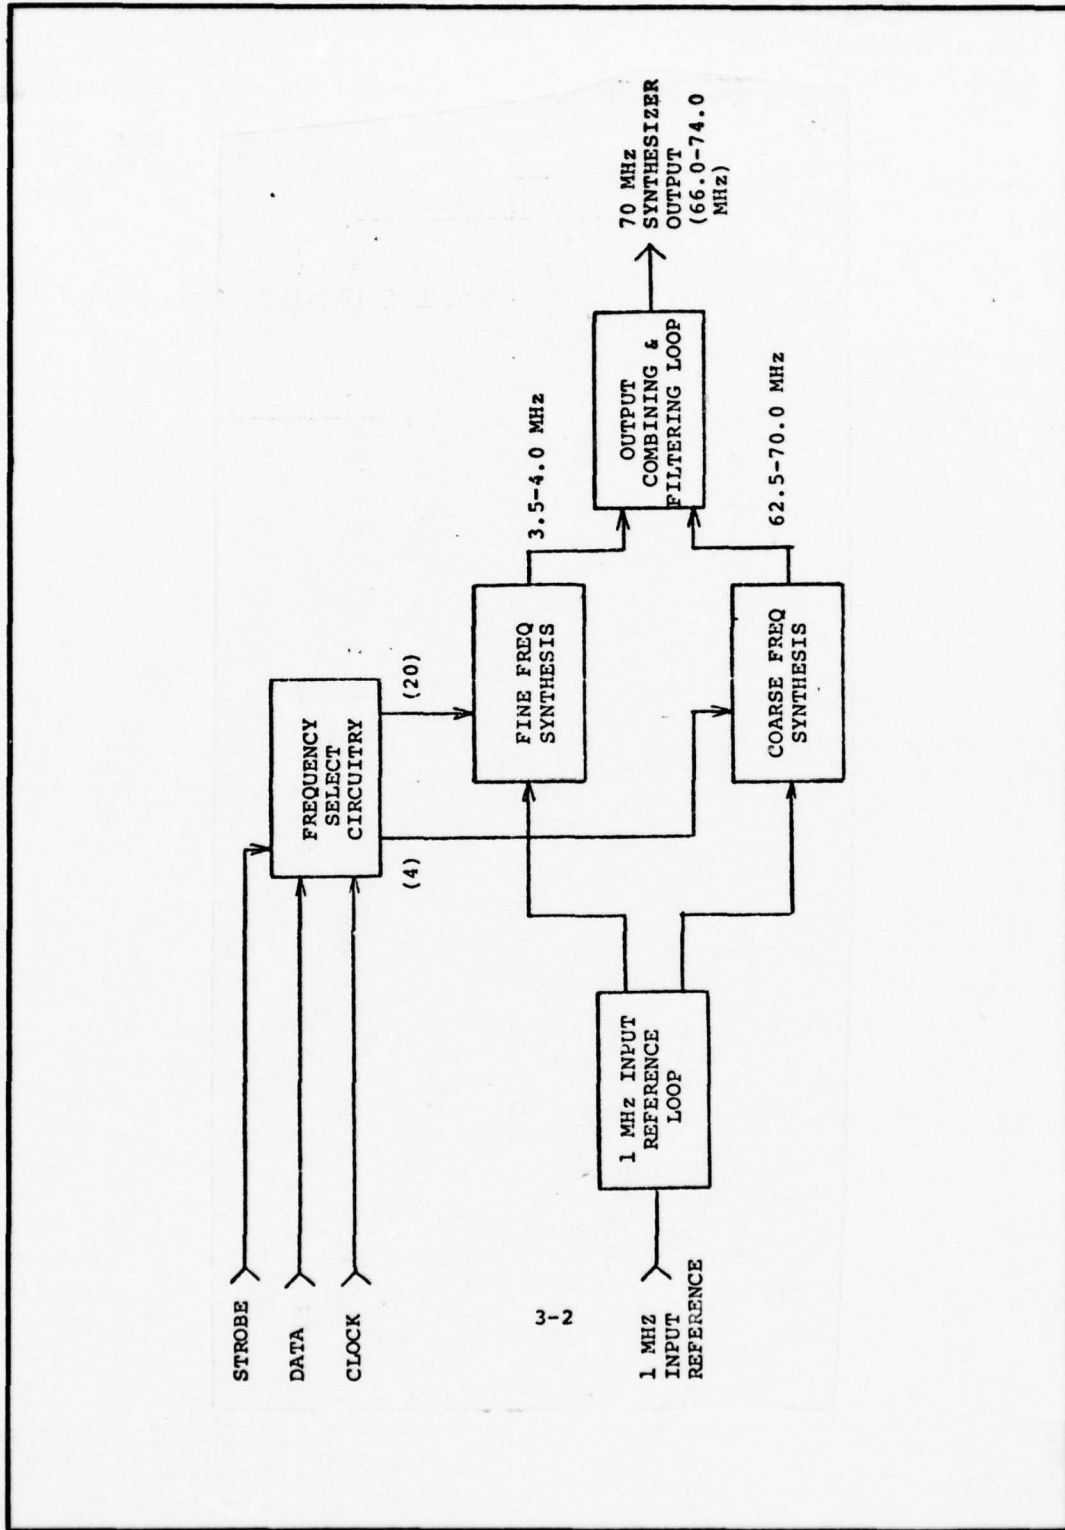 STROBE
DATA
CLOCK
FREQUENCY
SELECT
CIRCUITRY
(4)
(20)
1 MHZ
INPUT
REFERENCE
1 MHz INPUT
REFERENCE
LOOP
FINE FREQ
SYNTHESIS
3.5-4.0 MHz
COARSE FREQ
SYNTHESIS
62.5-70.0 MHz
OUTPUT
COMBINING &
FILTERING LOOP
70 MHz
SYNTHESIZER
OUTPUT
(66.0-74.0
MHz)
3-2